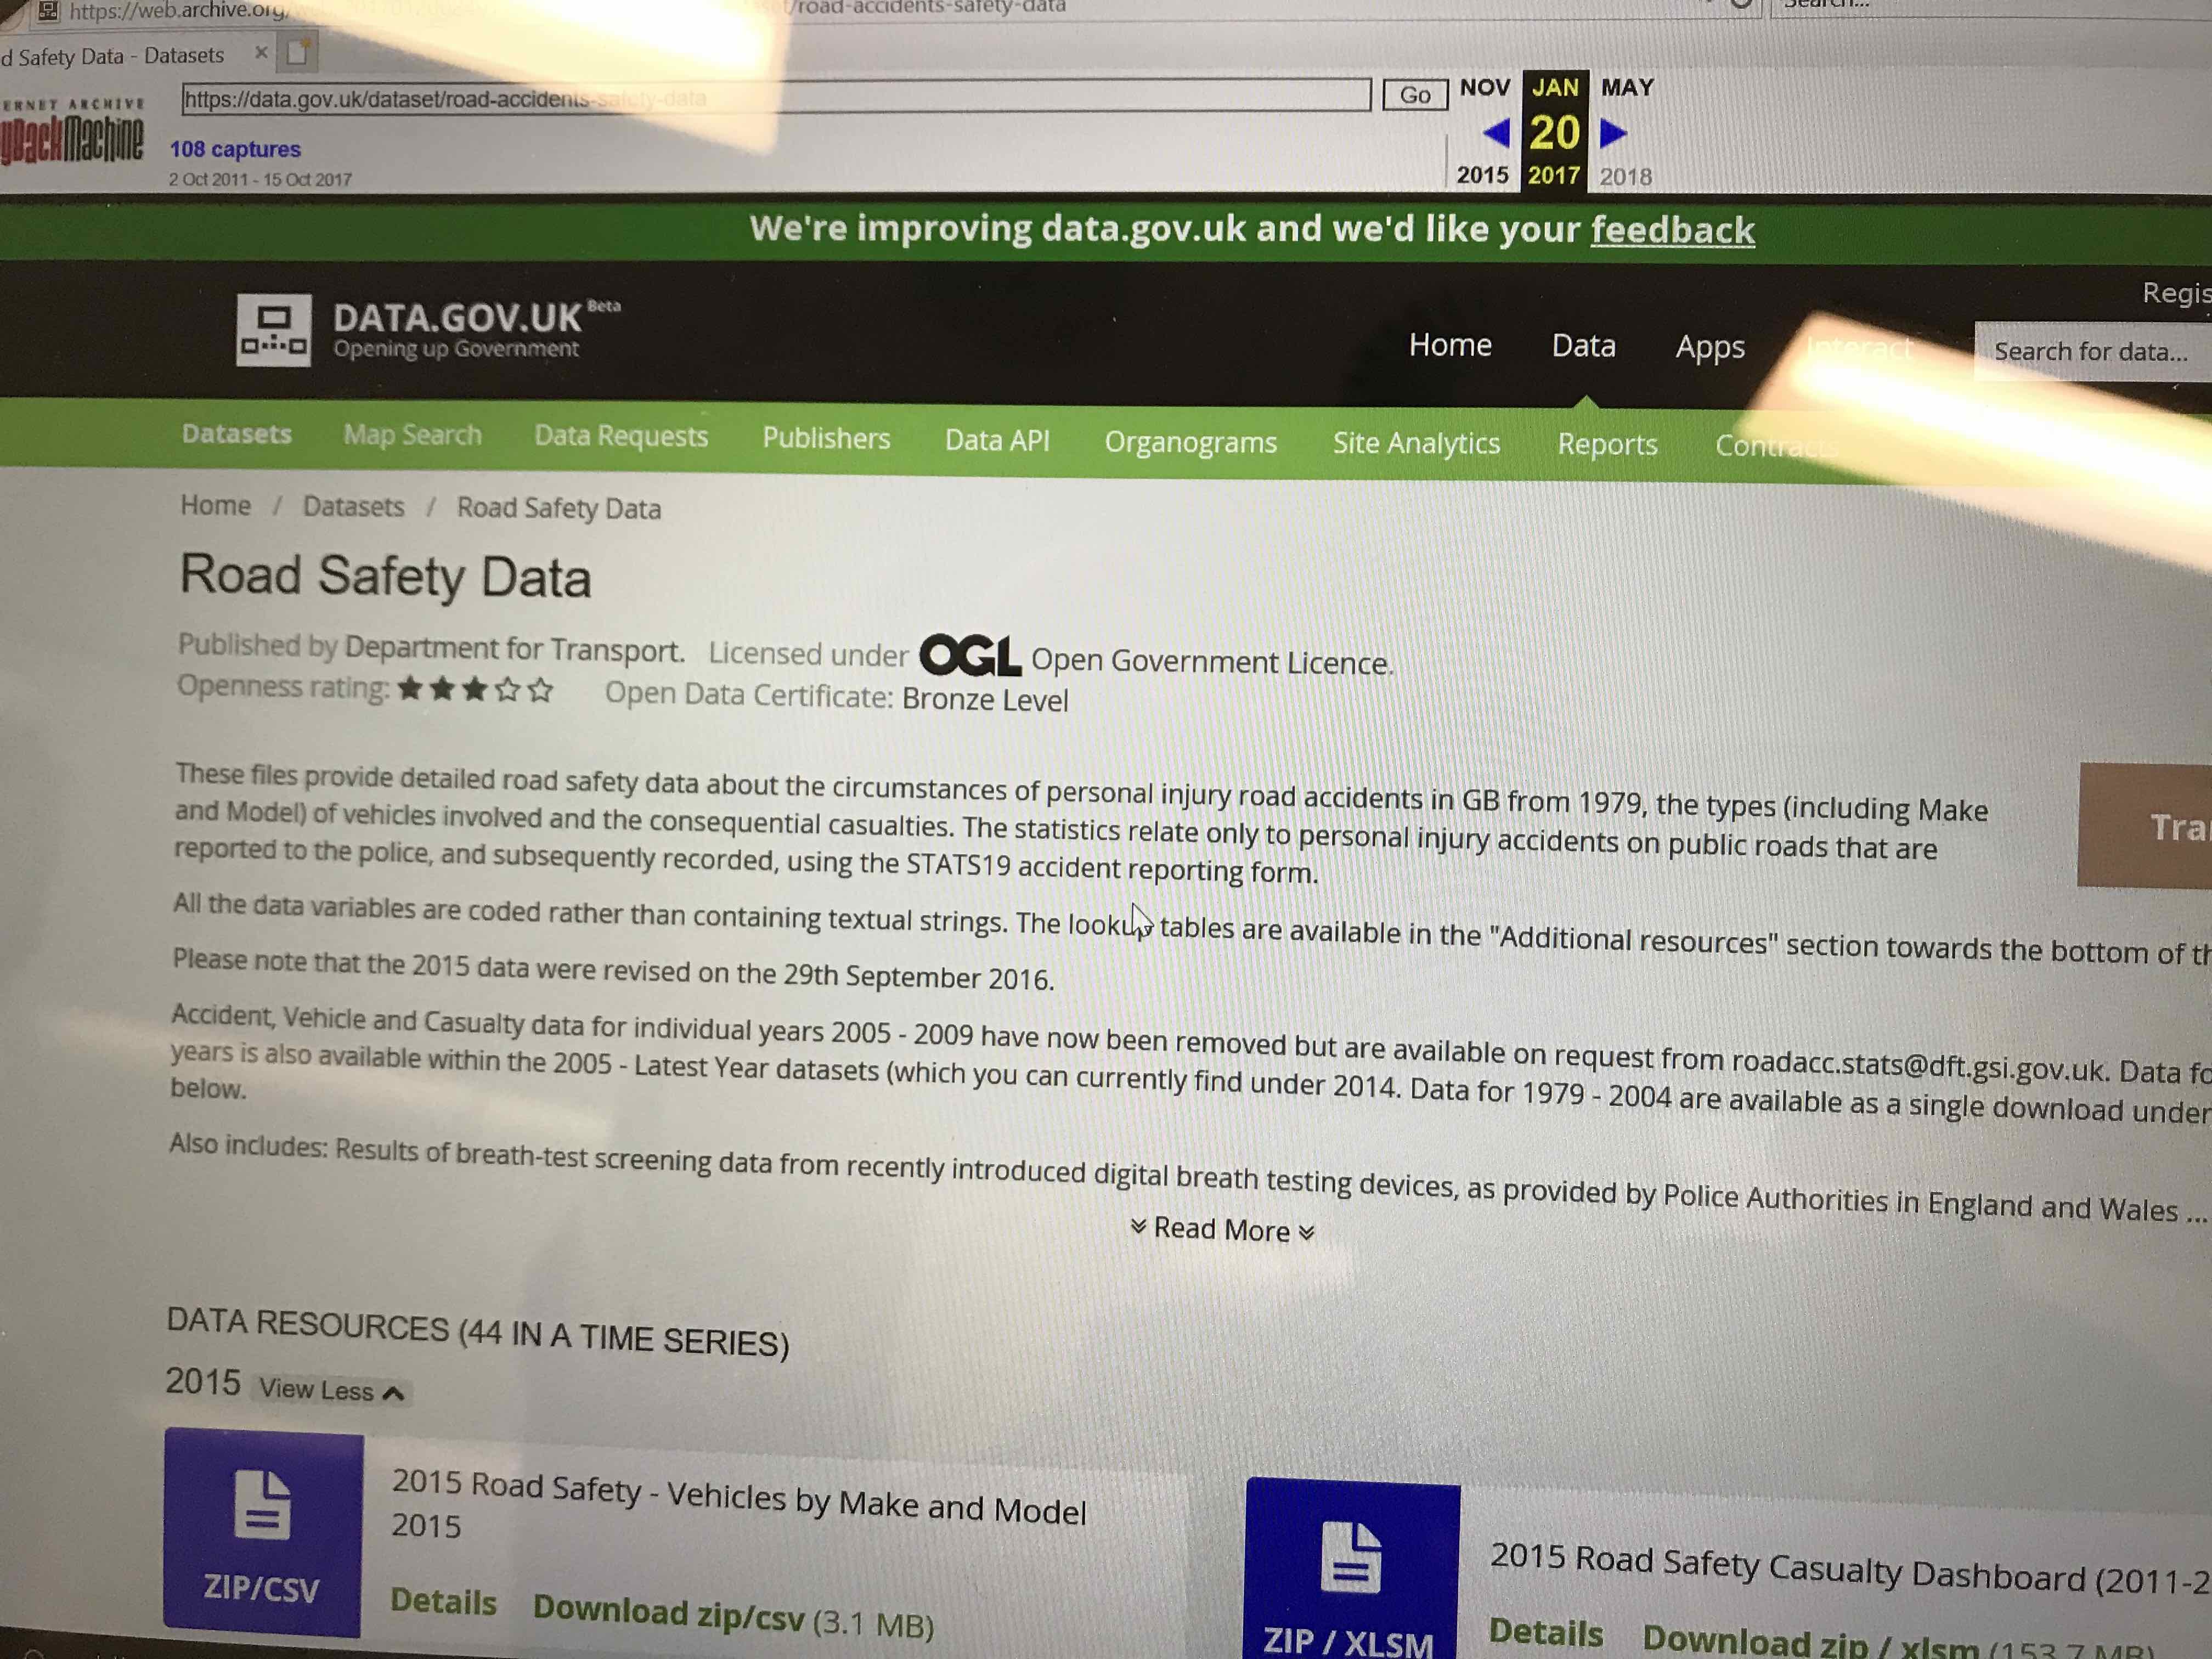 https://web.archive.org/
/road-accidents-safety-data
d Safety Data - Datasets
ERNET ARCHIVE
yBackMachine
https://data.gov.uk/dataset/road-accidents-safety-data
Go
NOV JAN MAY
20
2015 2017 2018
108 captures
2 Oct 2011 - 15 Oct 2017
We're improving data.gov.uk and we'd like your feedback
DATA.GOV.UK Beta
Opening up Government
Regis
Home Data Apps Interact
Search for data...
Datasets Map Search Data Requests Publishers Data API Organograms Site Analytics Reports Contracts
Home / Datasets / Road Safety Data
Road Safety Data
Published by Department for Transport. Licensed under OGL Open Government Licence.
Openness rating: ★★★☆☆ Open Data Certificate: Bronze Level
These files provide detailed road safety data about the circumstances of personal injury road accidents in GB from 1979, the types (including Make
and Model) of vehicles involved and the consequential casualties. The statistics relate only to personal injury accidents on public roads that are
reported to the police, and subsequently recorded, using the STATS19 accident reporting form.
Tra
All the data variables are coded rather than containing textual strings. The lookup tables are available in the "Additional resources" section towards the bottom of th
Please note that the 2015 data were revised on the 29th September 2016.
Accident, Vehicle and Casualty data for individual years 2005 - 2009 have now been removed but are available on request from roadacc.stats@dft.gsi.gov.uk. Data fo
years is also available within the 2005 - Latest Year datasets (which you can currently find under 2014. Data for 1979 - 2004 are available as a single download under
below.
Also includes: Results of breath-test screening data from recently introduced digital breath testing devices, as provided by Police Authorities in England and Wales ...
Read More
DATA RESOURCES (44 IN A TIME SERIES)
2015 View Less
2015 Road Safety - Vehicles by Make and Model
2015
ZIP/CSV
Details Download zip/csv (3.1 MB)
2015 Road Safety Casualty Dashboard (2011-2
ZIP / XLSM
Details Download zip / xlsm (153.7 MB)